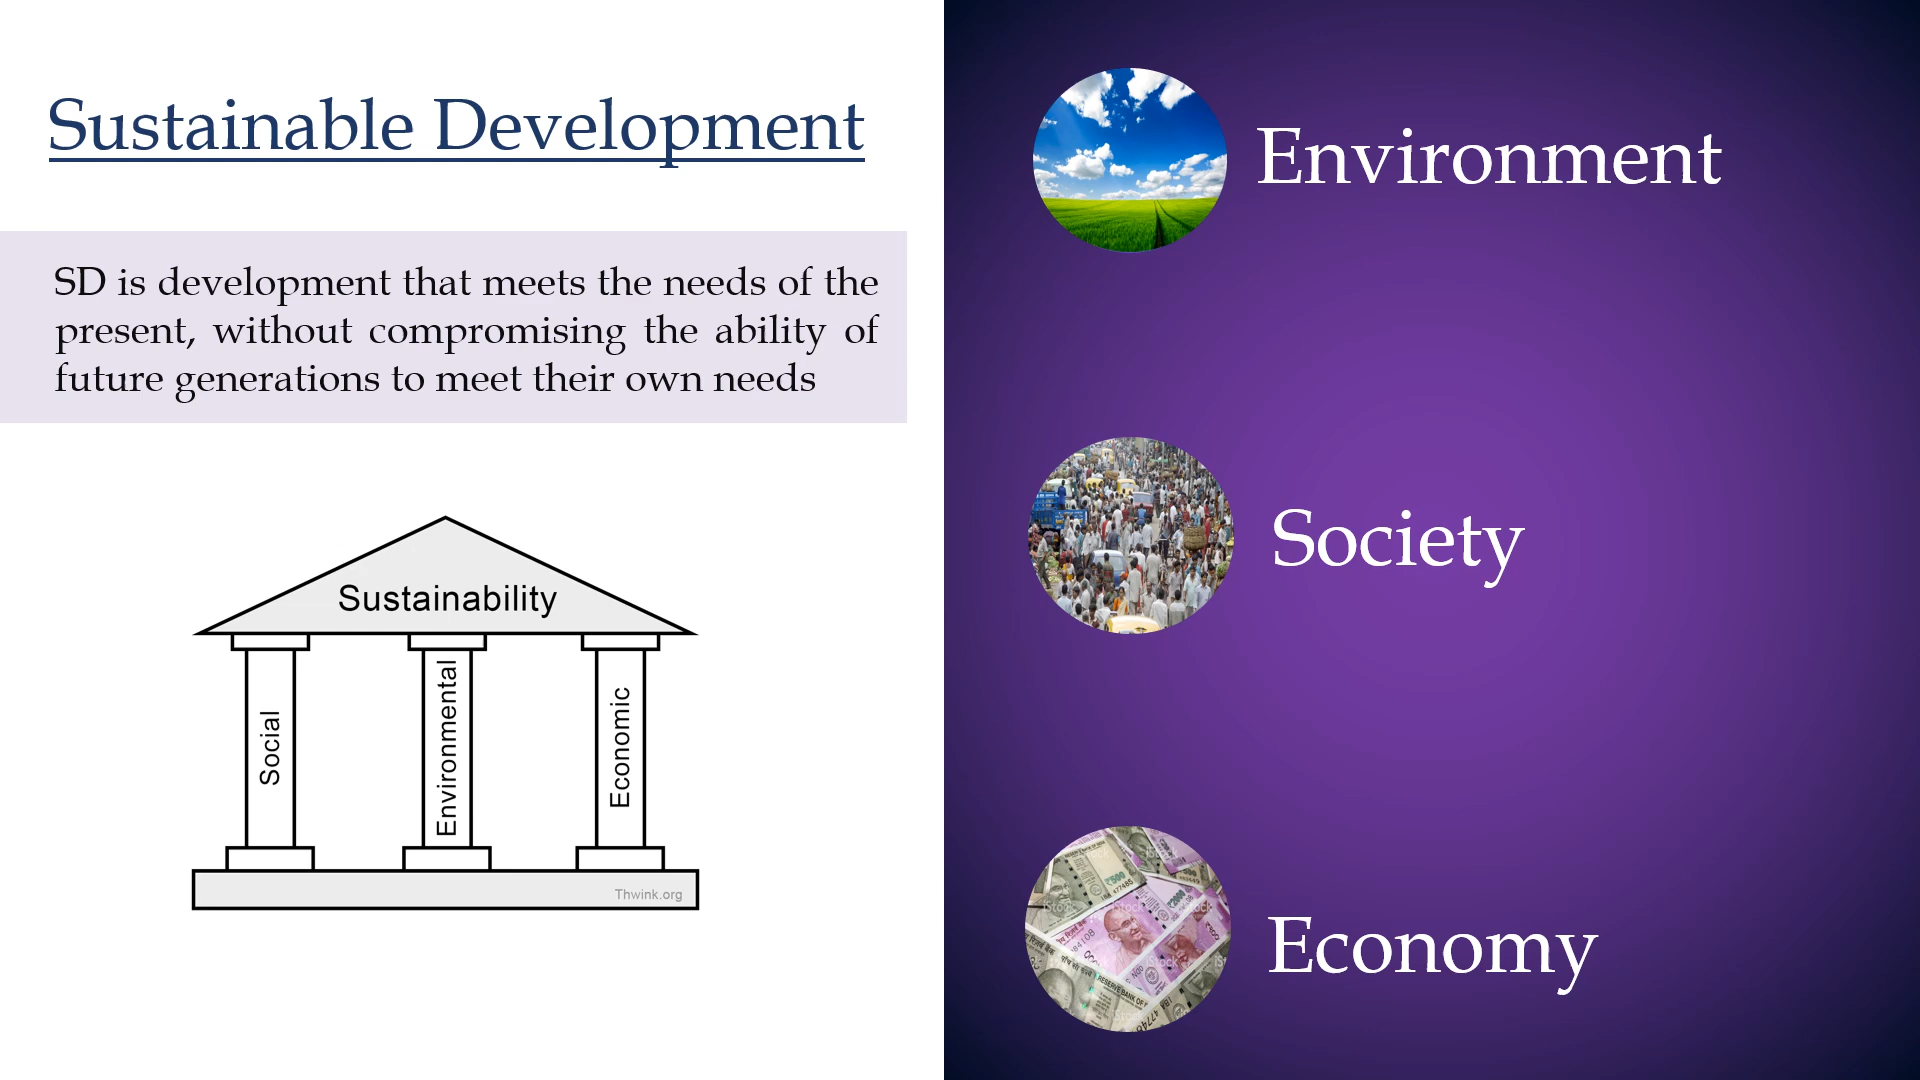 Sustainable Development
SD is development that meets the needs of the
present, without compromising the ability of
future generations to meet their own needs
Sustainability
Social
Environmental
Economic
Thwink.org
Environment
Society
Economy